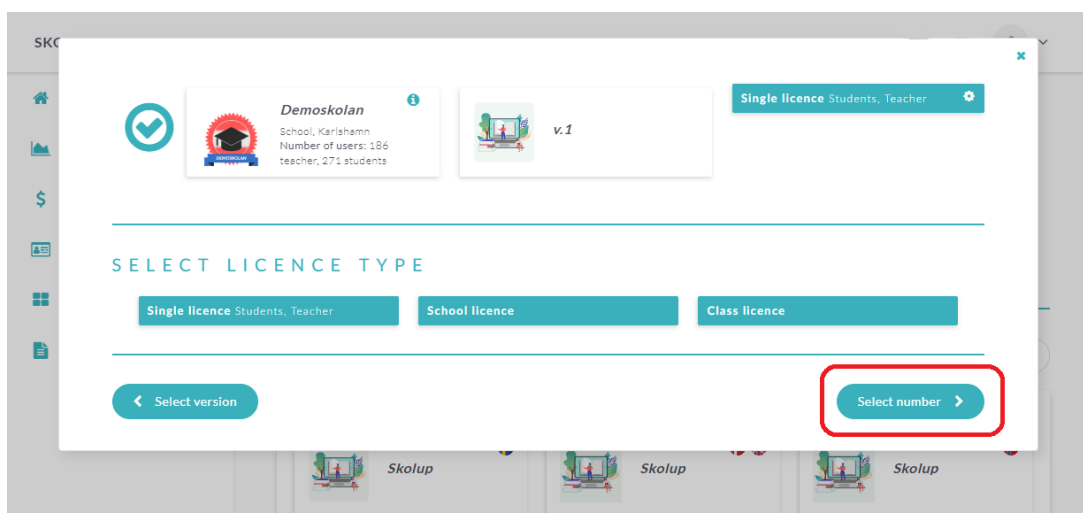 SKO
Demoskolan
School, Karlshamn
Number of users: 186
teacher, 271 students
DEMOSKOLAN
v.1
Single licence Students, Teacher
SELECT LICENCE TYPE
Single licence Students, Teacher
School licence
Class licence
Select version
Select number
Skolup
Skolup
Skolup